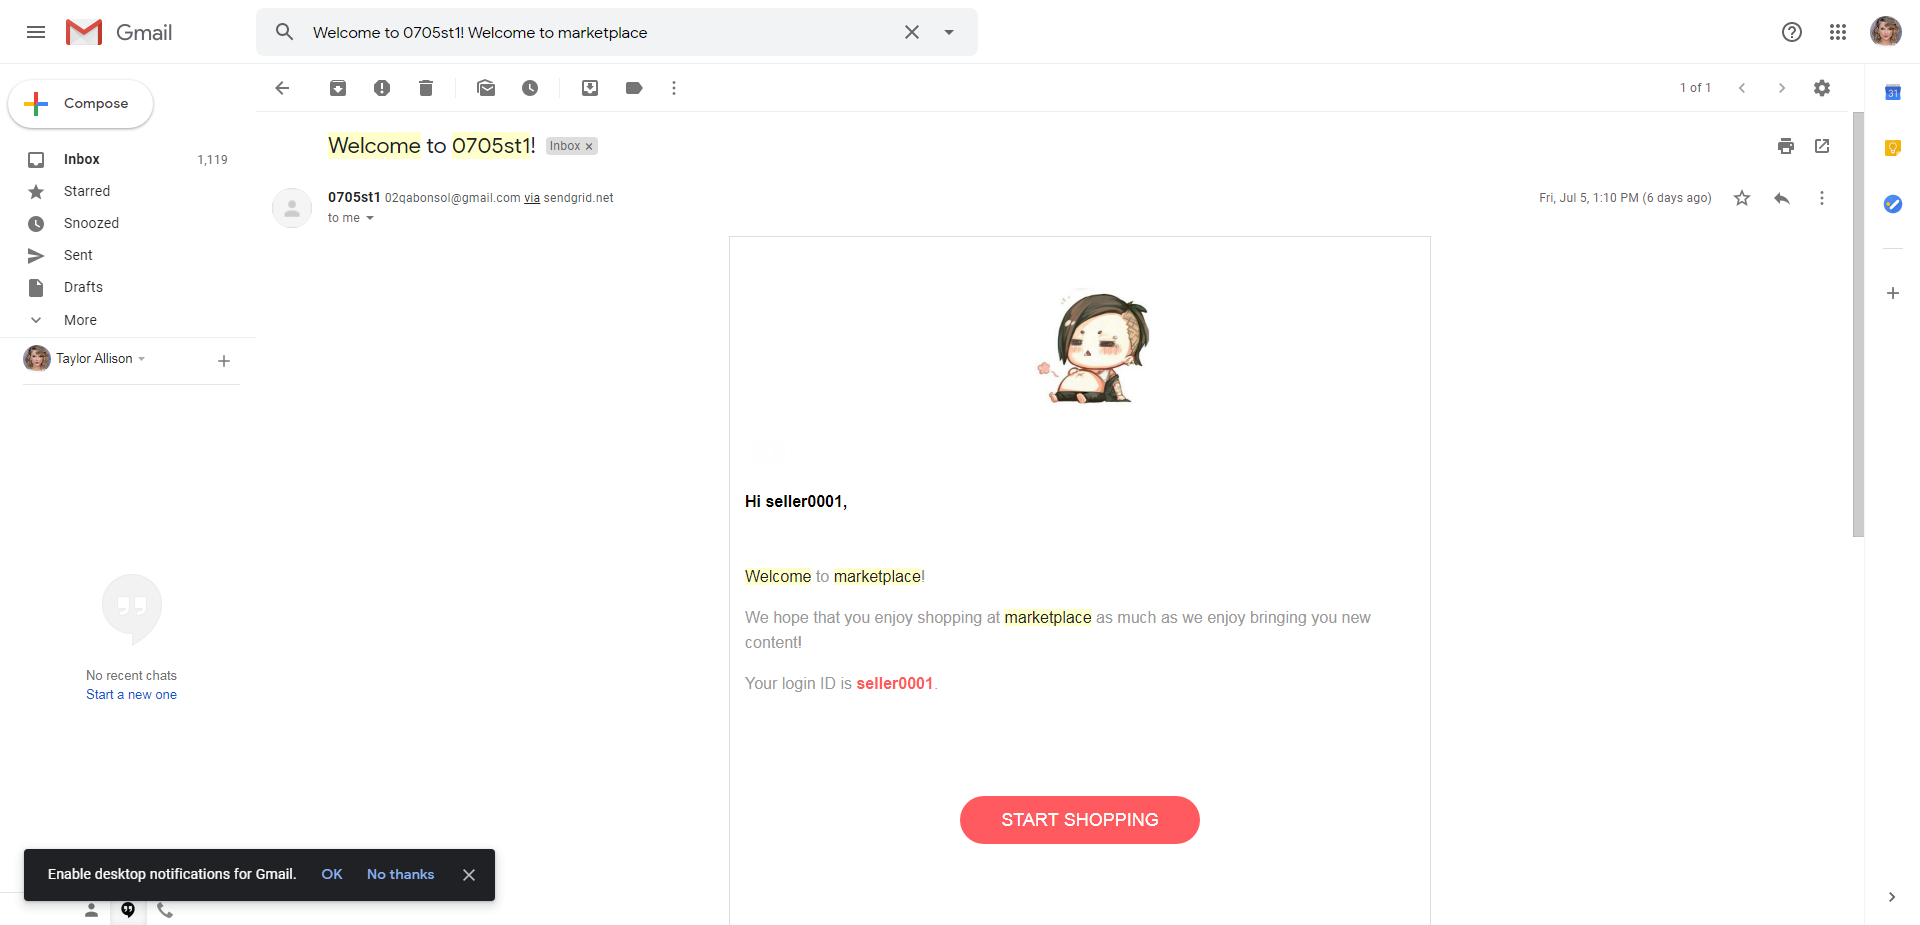 Gmail
Welcome to 0705st1! Welcome to marketplace
Compose
1 of 1
31
Inbox 1,119
Starred
Snoozed
Sent
Drafts
More
Taylor Allison
No recent chats
Start a new one
Welcome to 0705st1! Inbox x
0705st1 02qabonsol@gmail.com via sendgrid.net
Fri, Jul 5, 1:10 PM (6 days ago)
to me
Hi seller0001,
Welcome to marketplace!
We hope that you enjoy shopping at marketplace as much as we enjoy bringing you new
content!
Your login ID is seller0001.
START SHOPPING
Enable desktop notifications for Gmail. OK No thanks